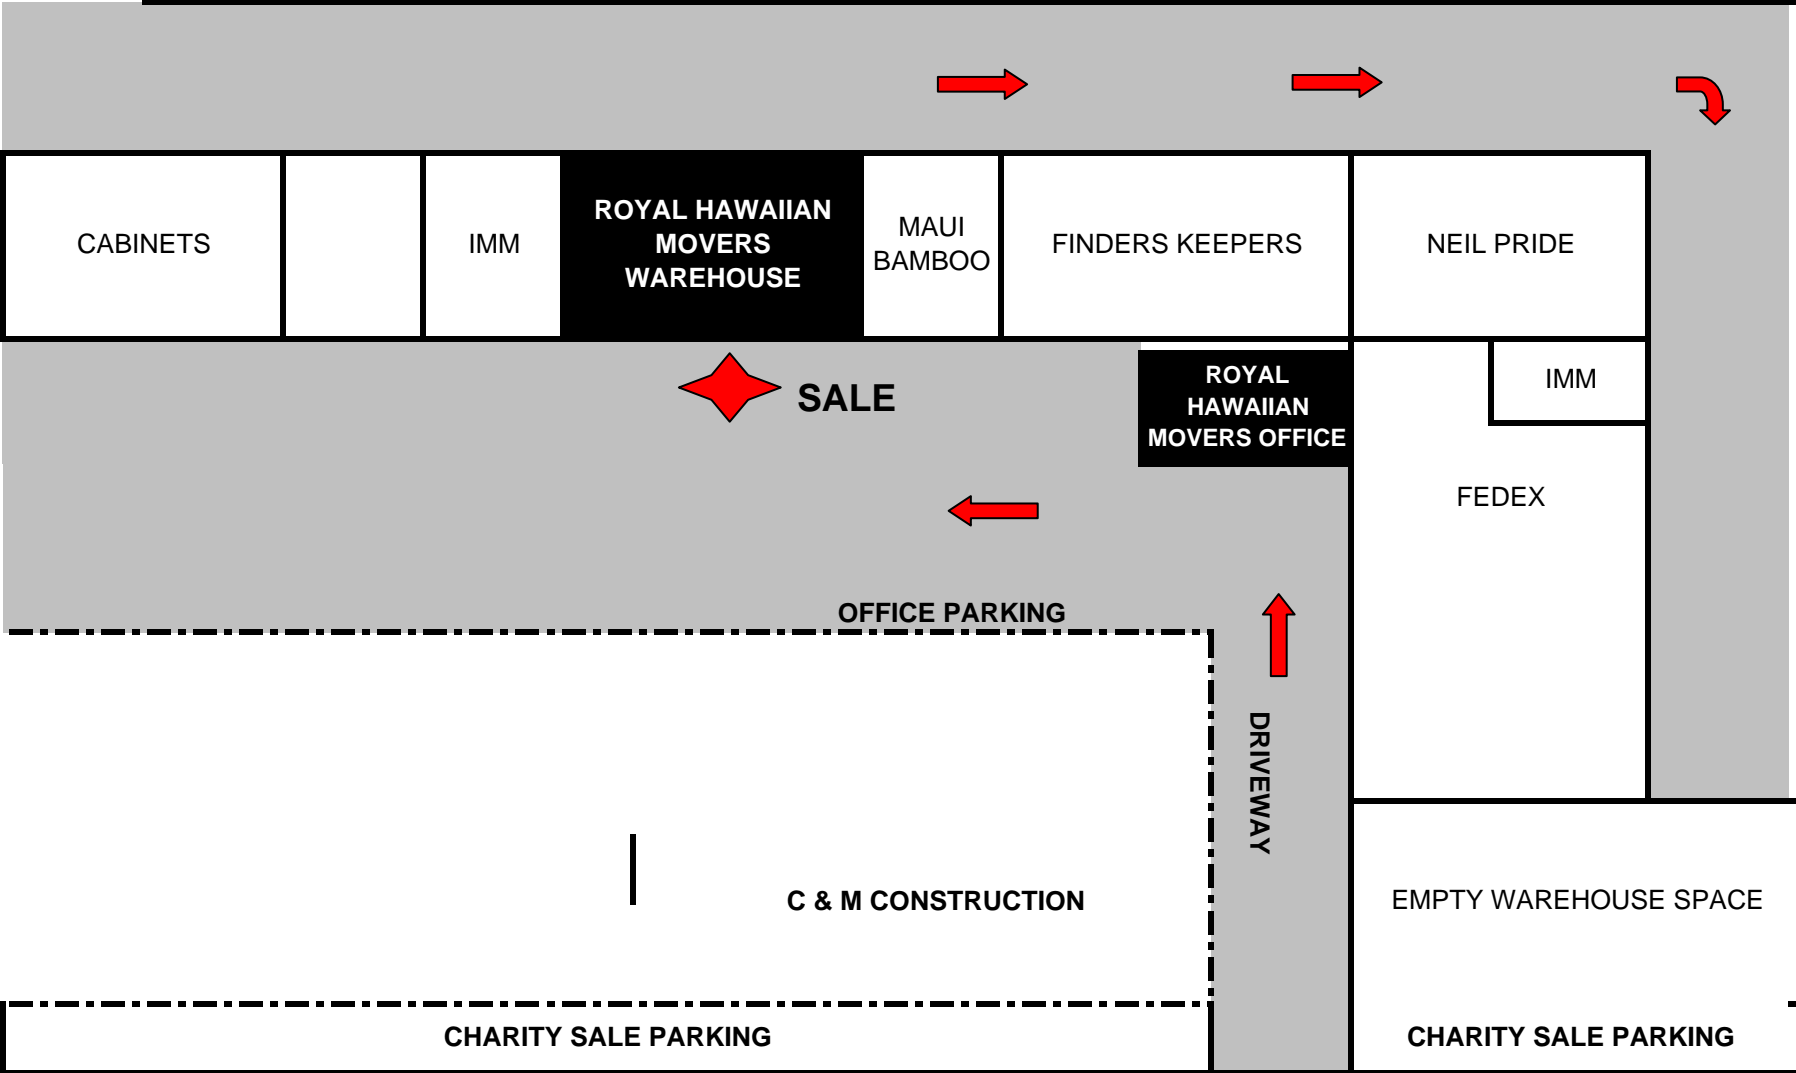 CABINETS
IMM
ROYAL HAWAIIAN
MOVERS
WAREHOUSE
MAUI
BAMBOO
FINDERS KEEPERS
NEIL PRIDE
SALE
ROYAL
HAWAIIAN
MOVERS OFFICE
IMM
FEDEX
OFFICE PARKING
DRIVEWAY
C & M CONSTRUCTION
EMPTY WAREHOUSE SPACE
CHARITY SALE PARKING
CHARITY SALE PARKING